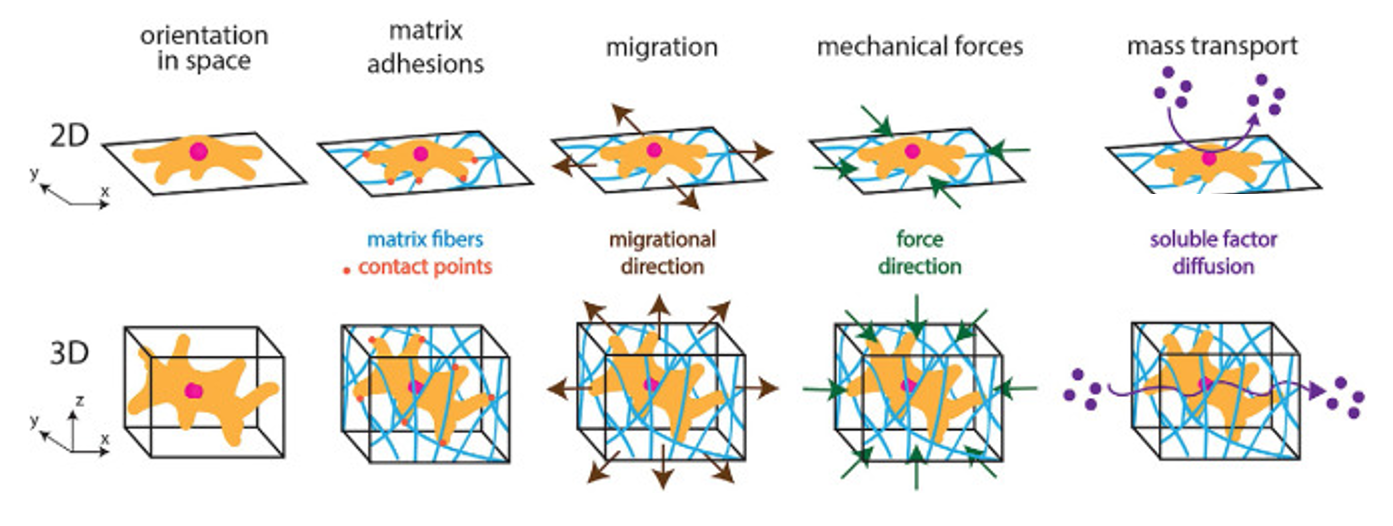 orientation
in space
matrix
adhesions
migration
mechanical forces
mass transport
2D
y
x
matrix fibers
contact points
migrational
direction
force
direction
soluble factor
diffusion
3D
z
y
x